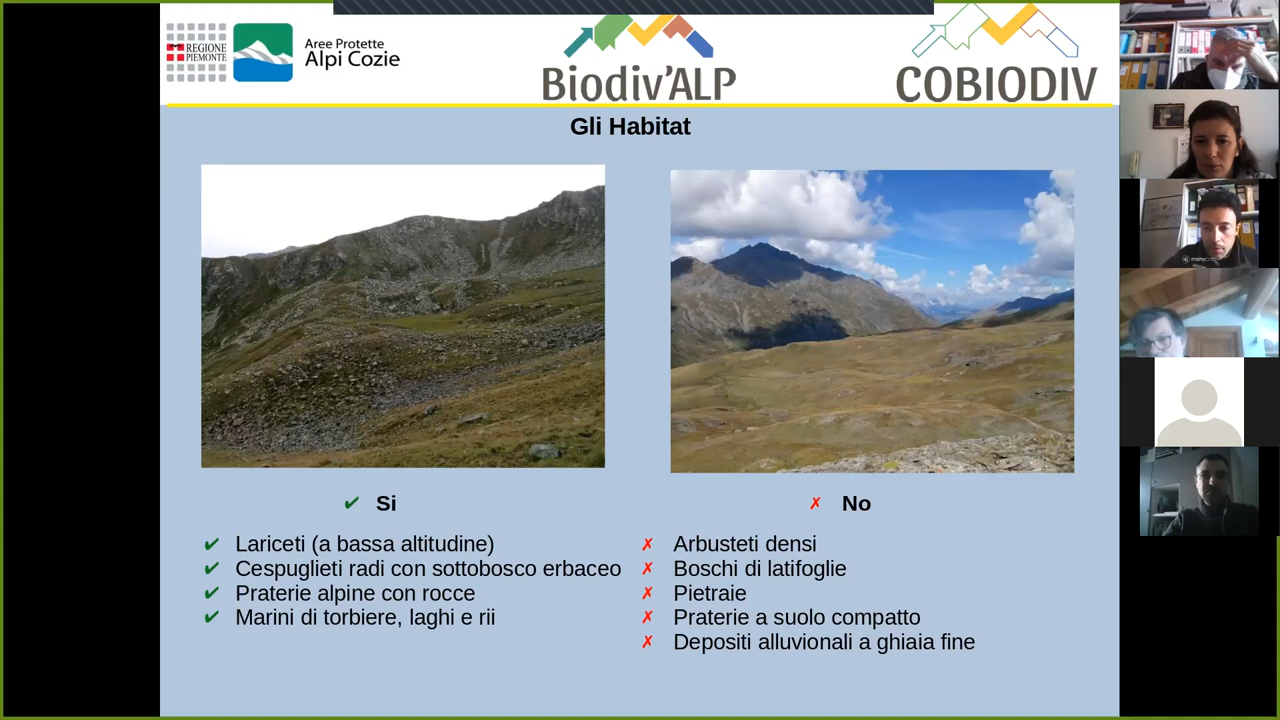 REGIONE
PIEMONTE
Aree Protette
Alpi Cozie
Biodiv'ALP
COBIODIV
Gli Habitat
✔ Si
✔ Lariceti (a bassa altitudine)
✔ Cespuglieti radi con sottobosco erbaceo
✔ Praterie alpine con rocce
✔ Marini di torbiere, laghi e rii
✗ No
✗ Arbusteti densi
✗ Boschi di latifoglie
✗ Pietraie
✗ Praterie a suolo compatto
✗ Depositi alluvionali a ghiaia fine